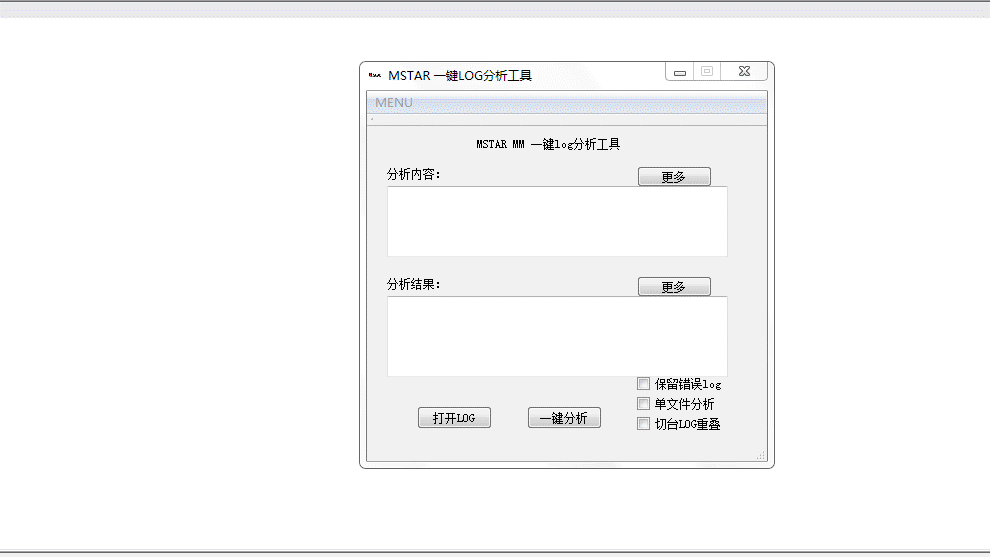 MSTAR 一键LOG分析工具
MENU
MSTAR MM 一键log分析工具
分析内容：
更多
分析结果：
更多
保留错误log
单文件分析
切台LOG重叠
打开LOG
一键分析